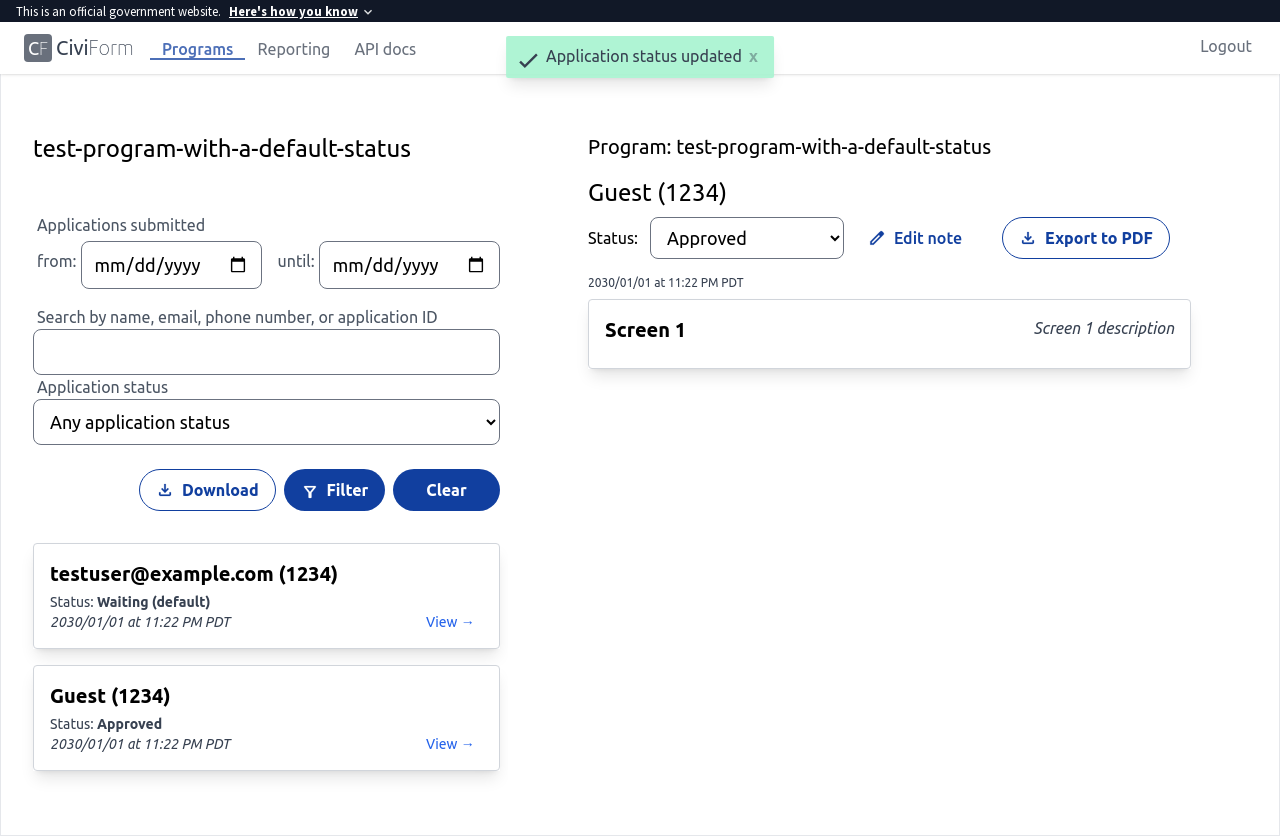 This is an official government website. Here's how you know
CF CiviForm Programs Reporting API docs
Application status updated x
Logout
test-program-with-a-default-status
Applications submitted
from: mm/dd/yyyy until: mm/dd/yyyy
Search by name, email, phone number, or application ID
Application status
Any application status
Download Filter Clear
testuser@example.com (1234)
Status: Waiting (default)
2030/01/01 at 11:22 PM PDT View →
Guest (1234)
Status: Approved
2030/01/01 at 11:22 PM PDT View →
Program: test-program-with-a-default-status
Guest (1234)
Status: Approved Edit note Export to PDF
2030/01/01 at 11:22 PM PDT
Screen 1 Screen 1 description